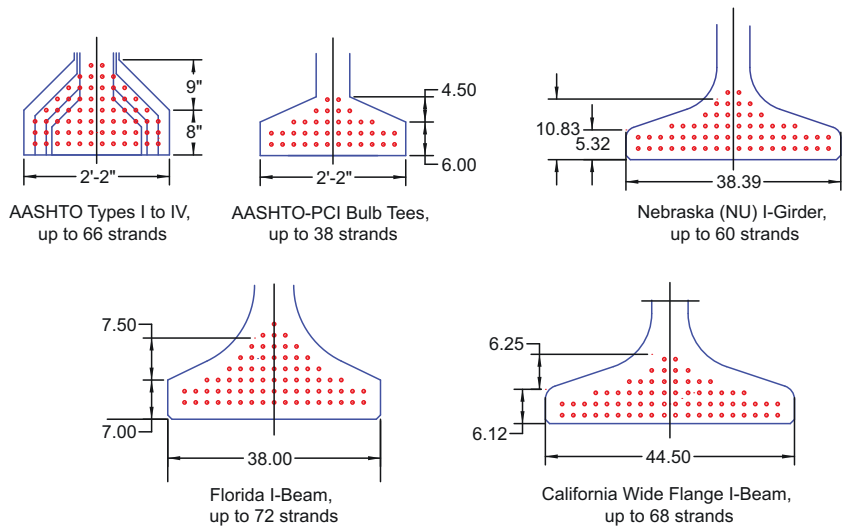 9"
8"
2'-2"
AASHTO Types I to IV,
up to 66 strands
4.50
6.00
2'-2"
AASHTO-PCI Bulb Tees,
up to 38 strands
10.83
5.32
38.39
Nebraska (NU) I-Girder,
up to 60 strands
7.50
7.00
38.00
Florida I-Beam,
up to 72 strands
6.25
6.12
44.50
California Wide Flange I-Beam,
up to 68 strands